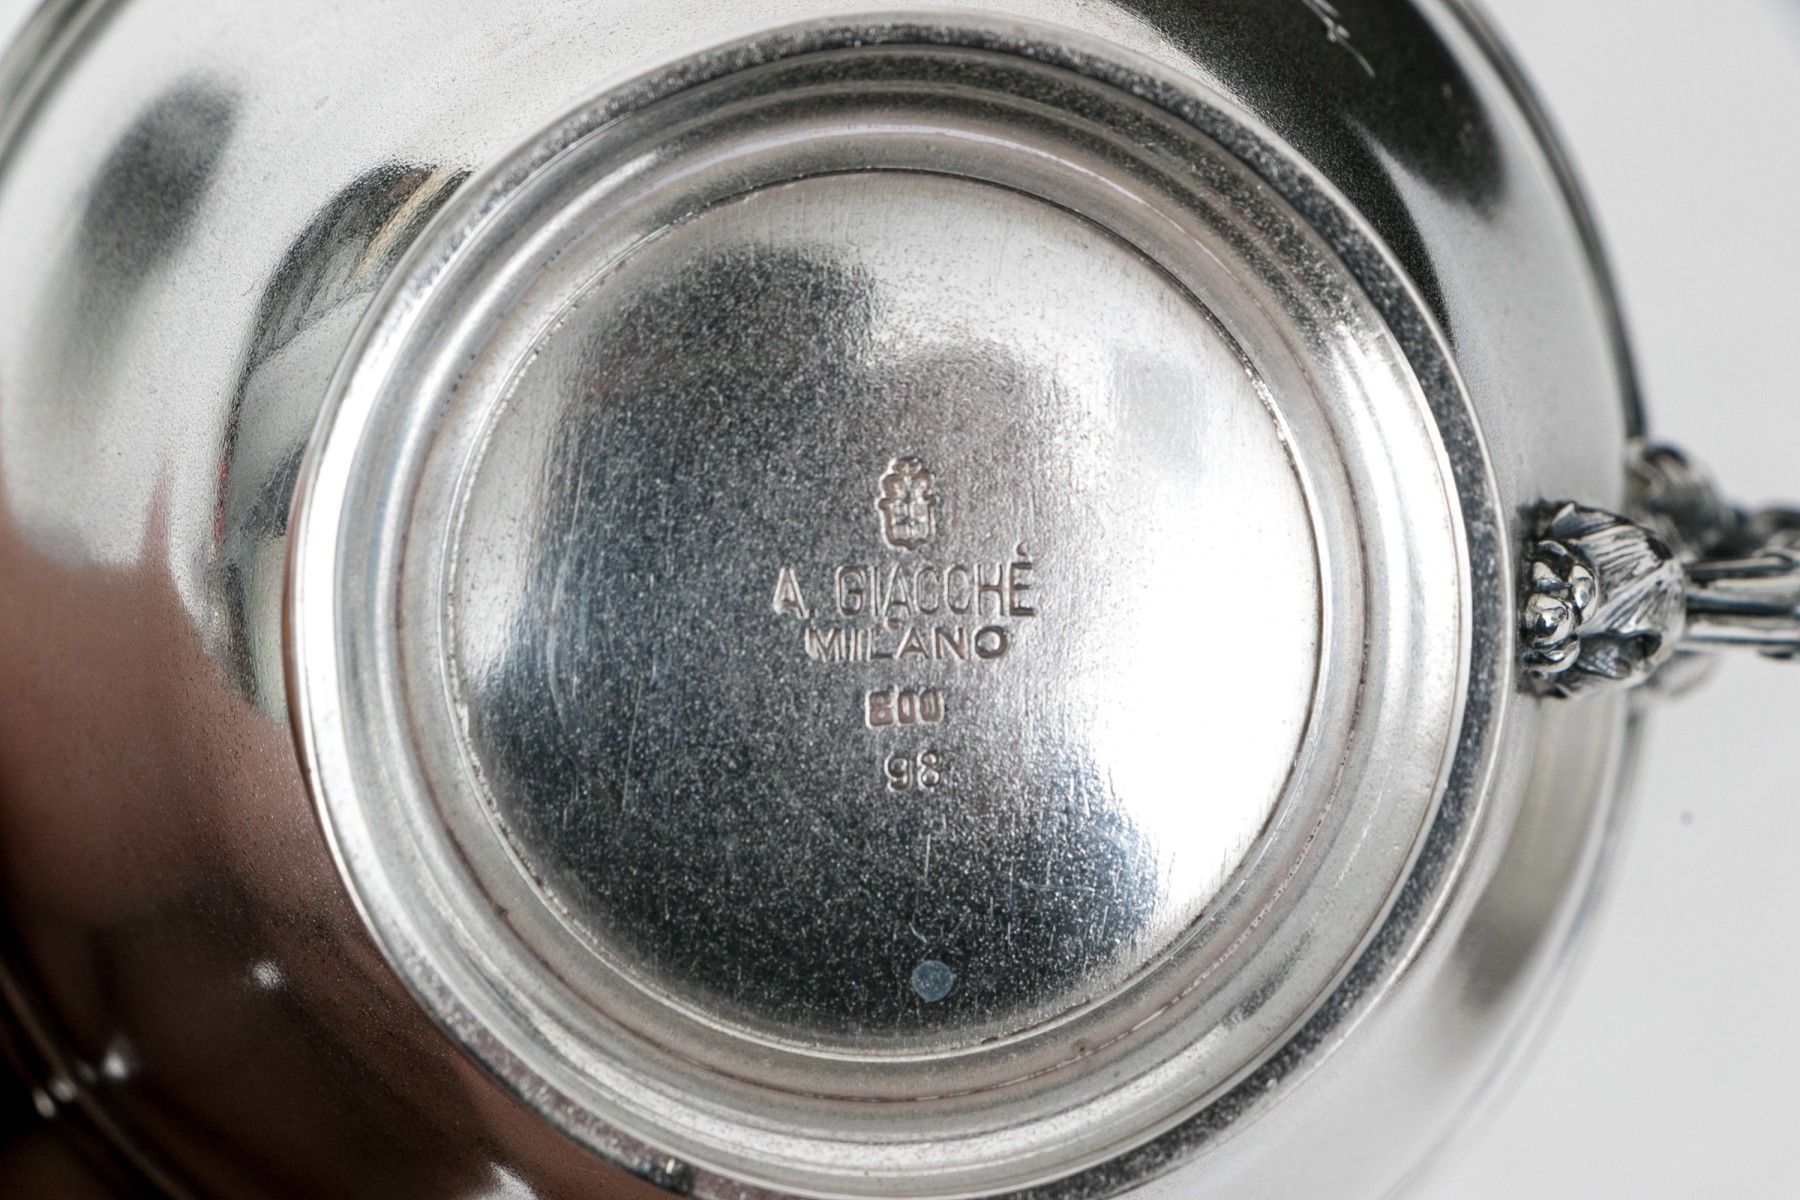 A. GIACCHÉ
MILANO
800
98